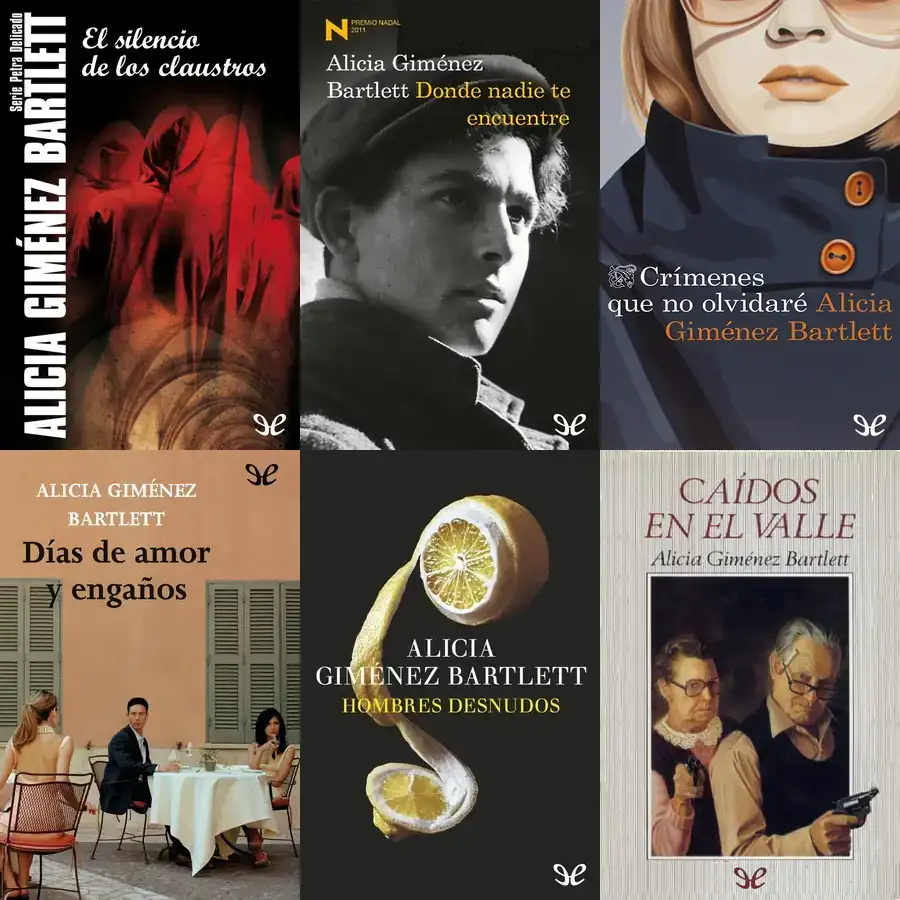 Serie Petra Delicado
ALICIA GIMÉNEZ BARTLETT
El silencio
de los claustros
N PREMIO NADAL
2011
Alicia Giménez
Bartlett Donde nadie te
encuentre
Crímenes
que no olvidaré Alicia
Giménez Bartlett
ALICIA GIMÉNEZ
BARTLETT
Días de amor
y engaños
ALICIA
GIMÉNEZ BARTLETT
HOMBRES DESNUDOS
CAÍDOS
EN EL VALLE
Alicia Giménez Bartlett